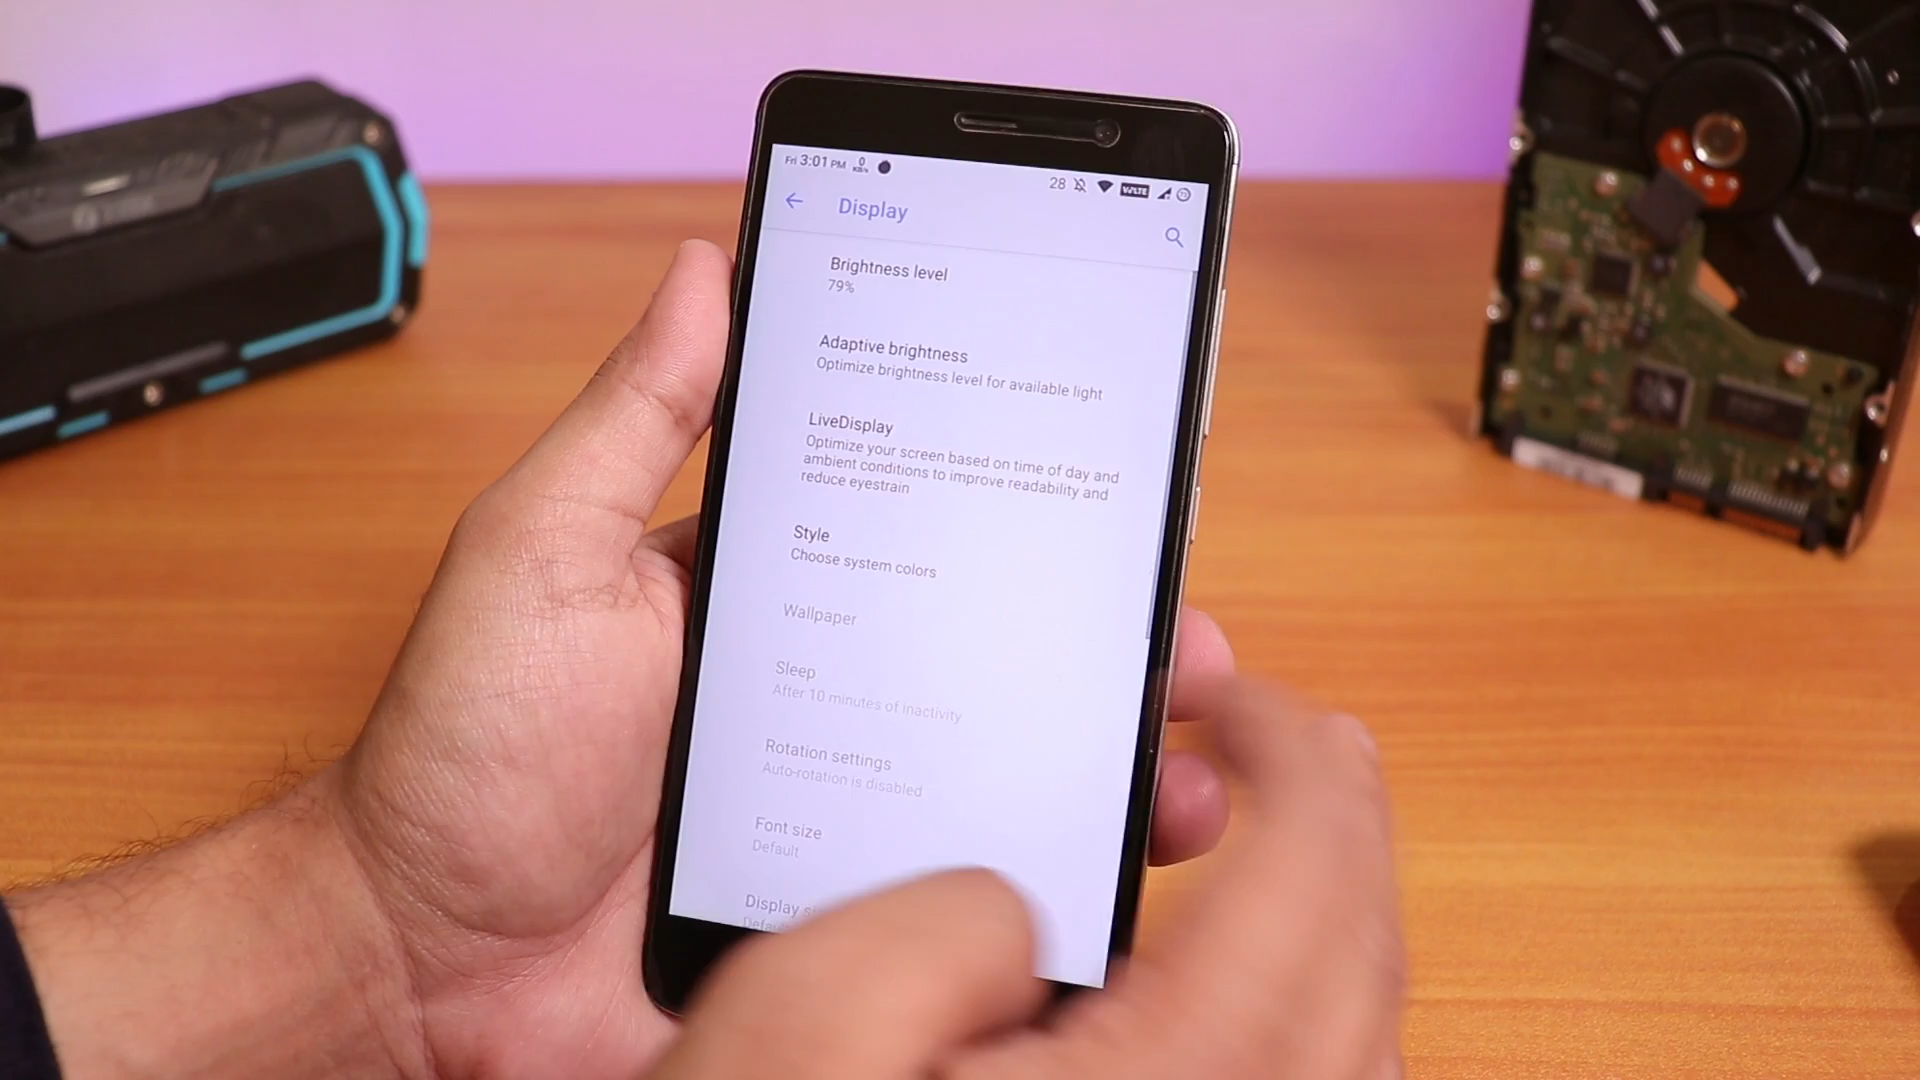 Fri 3:01 PM 0 KB/s
28 VoLTE
Display
Brightness level
79%
Adaptive brightness
Optimize brightness level for available light
LiveDisplay
Optimize your screen based on time of day and
ambient conditions to improve readability and
reduce eyestrain
Style
Choose system colors
Wallpaper
Sleep
After 10 minutes of inactivity
Rotation settings
Auto-rotation is disabled
Font size
Default
Display